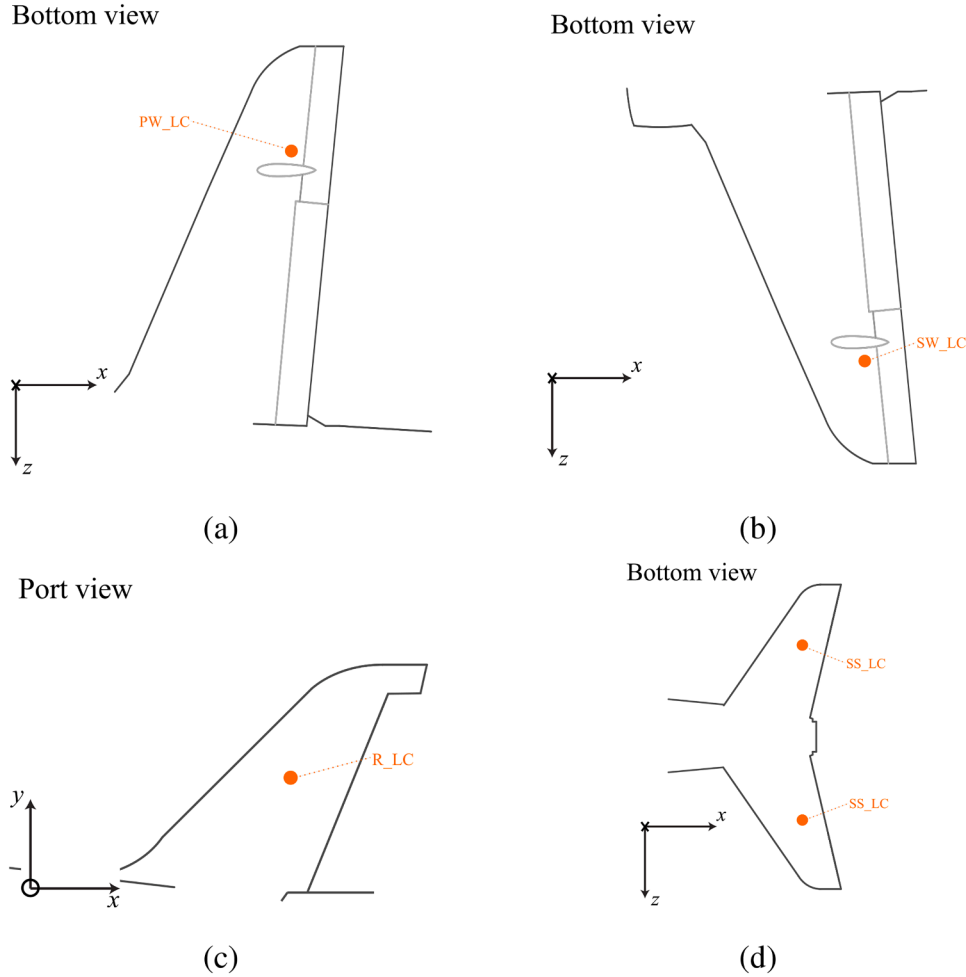 Bottom view
PW_LC
x
z
(a)
Bottom view
x
SW_LC
z
(b)
Port view
R_LC
y
x
(c)
Bottom view
SS_LC
SS_LC
x
z
(d)